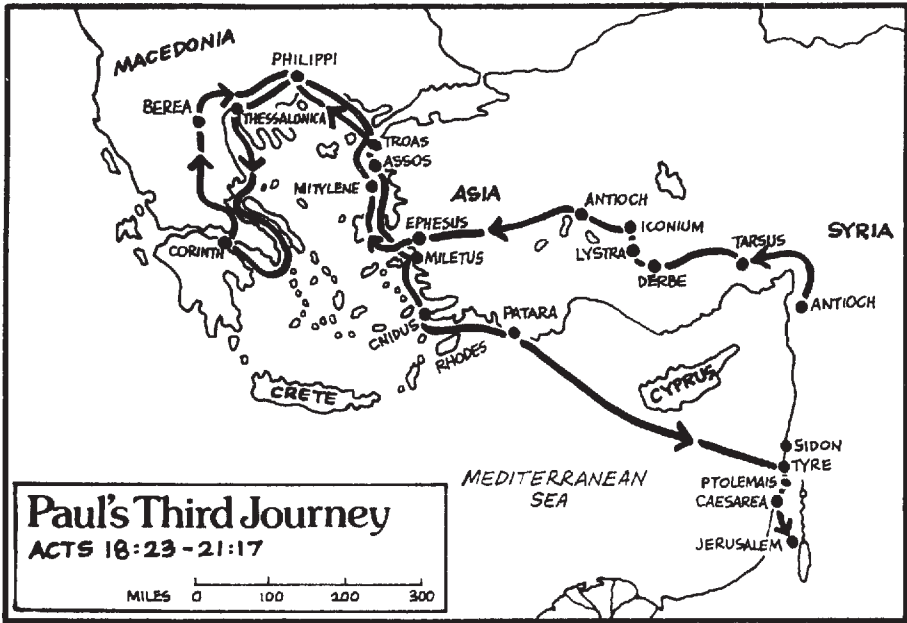 MACEDONIA
PHILIPPI
BEREA
THESSALONICA
TROAS
ASSOS
MITYLENE
ASIA
ANTIOCH
EPHESUS
ICONIUM
SYRIA
CORINTH
LYSTRA
TARSUS
MILETUS
DERBE
ANTIOCH
CNIDUS
PATARA
RHODES
CRETE
CYPRUS
SIDON
TYRE
MEDITERRANEAN
SEA
PTOLEMAIS
CAESAREA
JERUSALEM
Paul's Third Journey
ACTS 18:23-21:17
MILES 0 100 200 300